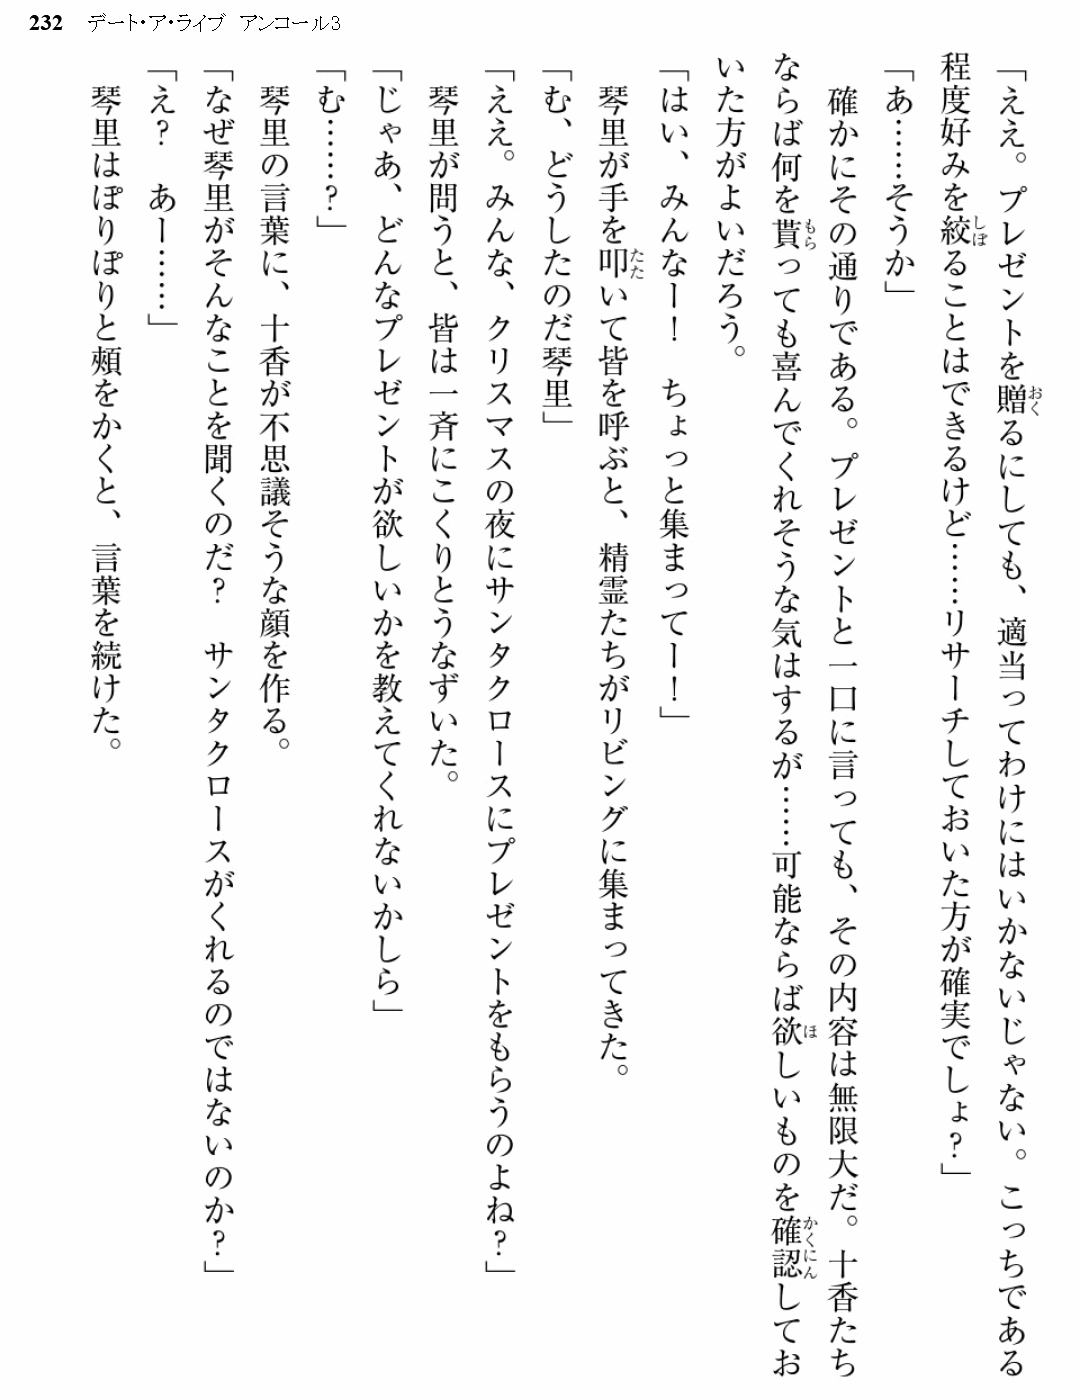 232 デート・ア・ライブ アンコール3
「ええ。プレゼントを贈るにしても、適当ってわけにはいかないじゃない。こっちである
程度好みを絞ることはできるけど……リサーチしておいた方が確実でしょ？」
「あ……そうか」
　確かにその通りである。プレゼントと一口に言っても、その内容は無限大だ。十香たち
ならば何を貰っても喜んでくれそうな気はするが……可能ならば欲しいものを確認してお
いた方がよいだろう。
「はい、みんなー！　ちょっと集まってー！」
　琴里が手を叩いて皆を呼ぶと、精霊たちがリビングに集まってきた。
「む、どうしたのだ琴里」
「ええ。みんな、クリスマスの夜にサンタクロースにプレゼントをもらうのよね？」
　琴里が問うと、皆は一斉にこくりとうなずいた。
「じゃあ、どんなプレゼントが欲しいかを教えてくれないかしら」
「む……？」
　琴里の言葉に、十香が不思議そうな顔を作る。
「なぜ琴里がそんなことを聞くのだ？　サンタクロースがくれるのではないのか？」
「え？　あー……」
　琴里はぽりぽりと頰をかくと、言葉を続けた。